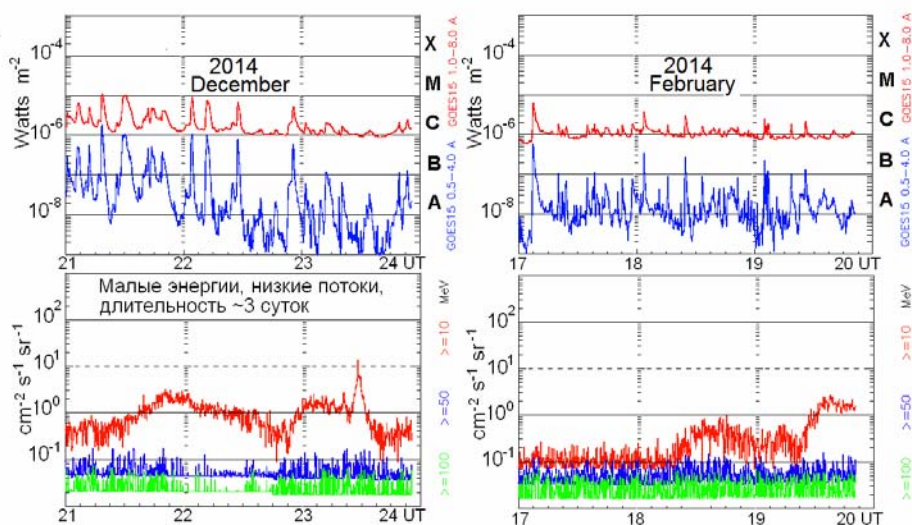 2014
December
Watts m-2
10-4
10-6
10-8
X
M
C
B
A
GOES15 0.5-4.0 A GOES15 1.0-8.0 A
21 22 23 24 UT
2014
February
Watts m-2
10-4
10-6
10-8
X
M
C
B
A
GOES15 0.5-4.0 A GOES15 1.0-8.0 A
17 18 19 20 UT
Малые энергии, низкие потоки,
длительность ~3 суток
cm-2 s-1 sr-1
102
101
100
10-1
>=100 >=50 >=10 MeV
21 22 23 24 UT
cm-2 s-1 sr-1
102
101
100
10-1
>=100 >=50 >=10 MeV
17 18 19 20 UT